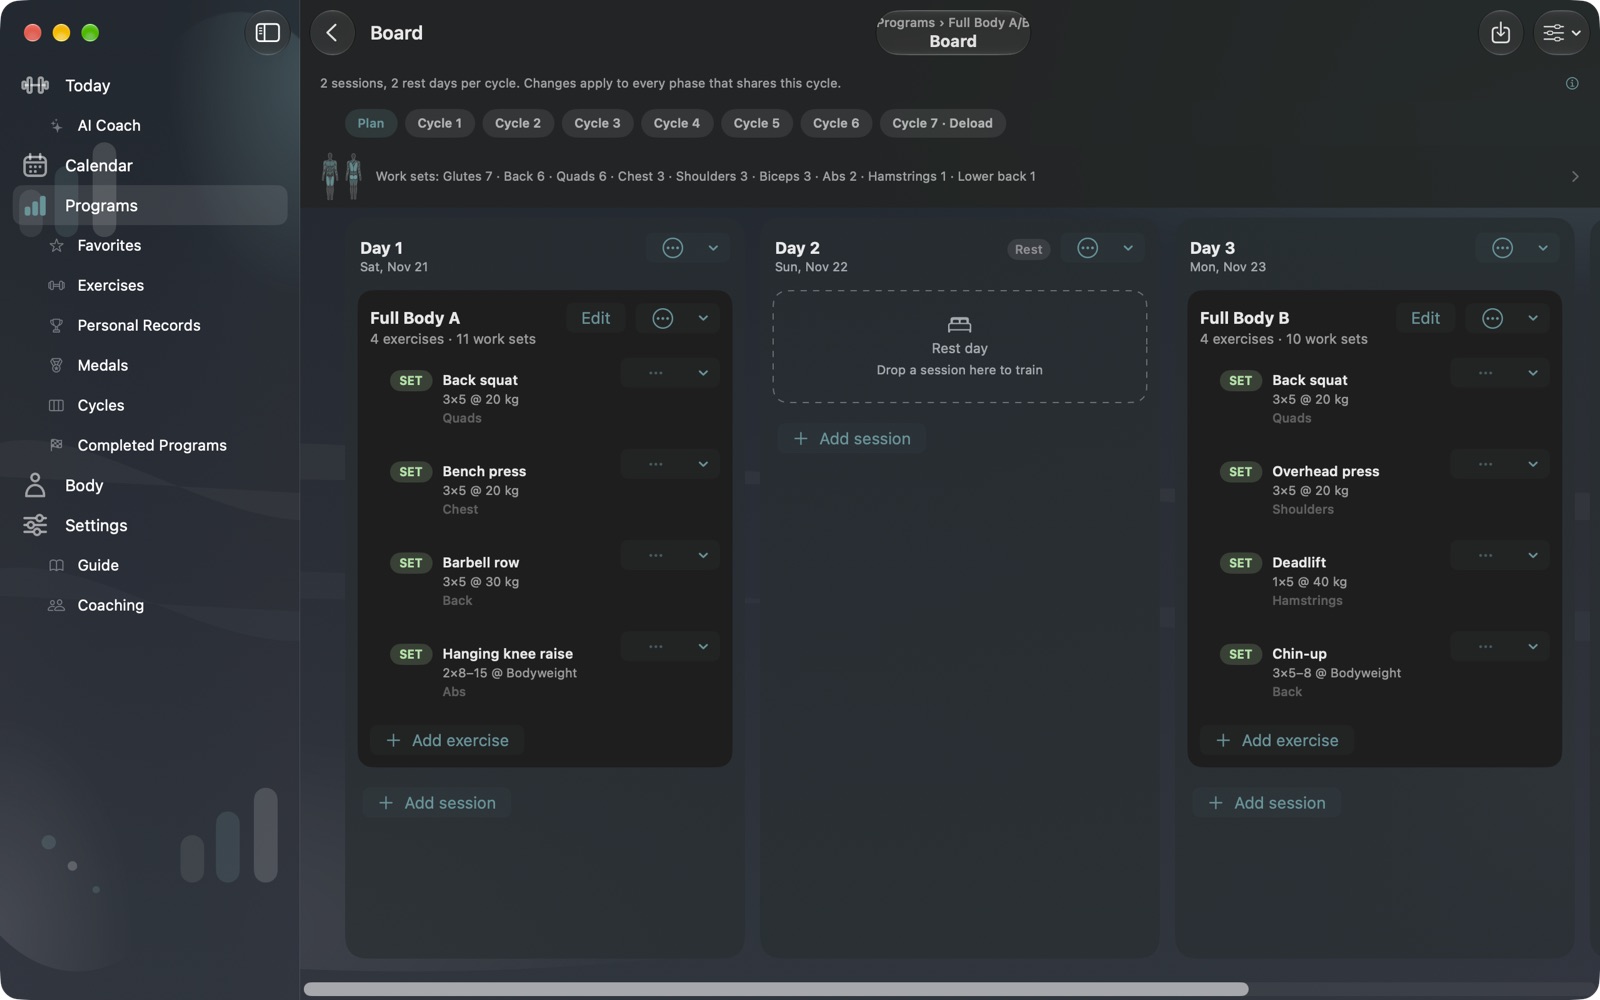 Board
Programs › Full Body A/B
Board
Today
AI Coach
Calendar
Programs
Favorites
Exercises
Personal Records
Medals
Cycles
Completed Programs
Body
Settings
Guide
Coaching
2 sessions, 2 rest days per cycle. Changes apply to every phase that shares this cycle.
Plan
Cycle 1
Cycle 2
Cycle 3
Cycle 4
Cycle 5
Cycle 6
Cycle 7 · Deload
Work sets: Glutes 7 · Back 6 · Quads 6 · Chest 3 · Shoulders 3 · Biceps 3 · Abs 2 · Hamstrings 1 · Lower back 1
Day 1
Sat, Nov 21
Full Body A
Edit
4 exercises · 11 work sets
SET Back squat
3×5 @ 20 kg
Quads
SET Bench press
3×5 @ 20 kg
Chest
SET Barbell row
3×5 @ 30 kg
Back
SET Hanging knee raise
2×8–15 @ Bodyweight
Abs
+ Add exercise
+ Add session
Day 2
Rest
Sun, Nov 22
Rest day
Drop a session here to train
+ Add session
Day 3
Mon, Nov 23
Full Body B
Edit
4 exercises · 10 work sets
SET Back squat
3×5 @ 20 kg
Quads
SET Overhead press
3×5 @ 20 kg
Shoulders
SET Deadlift
1×5 @ 40 kg
Hamstrings
SET Chin-up
3×5–8 @ Bodyweight
Back
+ Add exercise
+ Add session